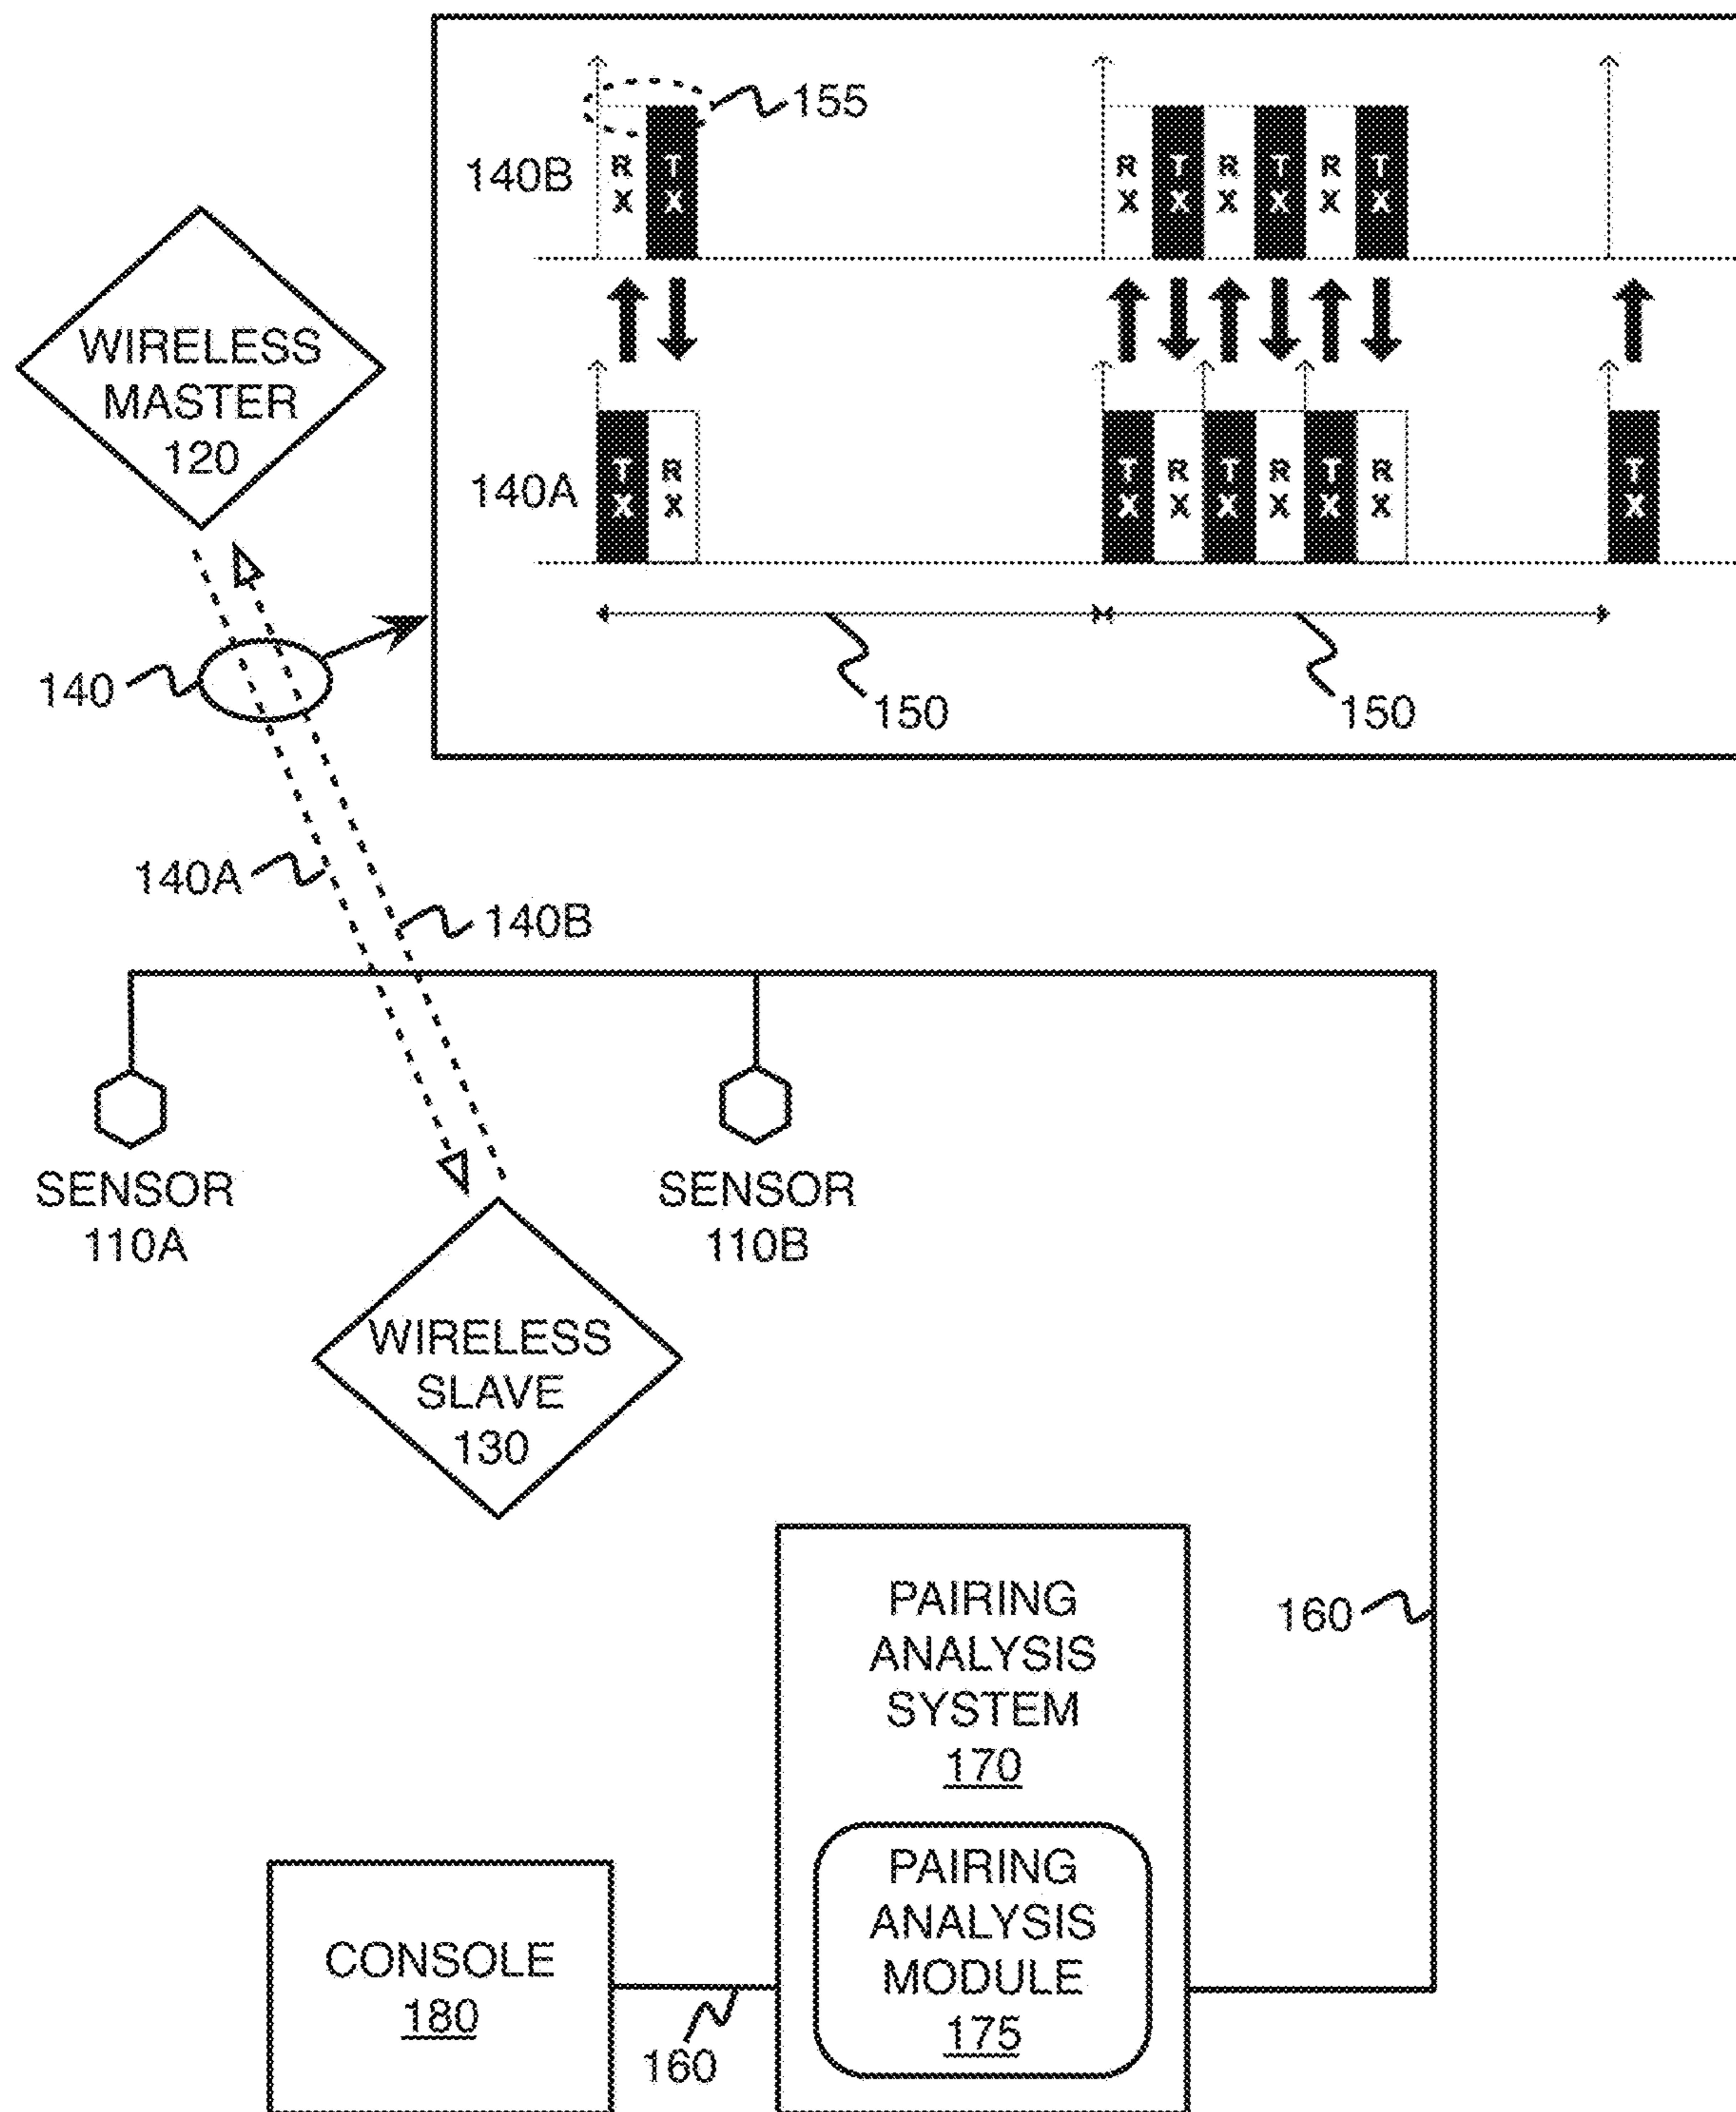 155
140B
R
X
T
X
R
X
T
X
R
X
T
X
R
X
T
X
WIRELESS
MASTER
120
140A
T
X
R
X
T
X
R
X
T
X
R
X
T
X
R
X
T
X
140
150
150
140A
140B
SENSOR
110A
SENSOR
110B
WIRELESS
SLAVE
130
PAIRING
ANALYSIS
SYSTEM
170
160
PAIRING
ANALYSIS
MODULE
175
CONSOLE
180
160